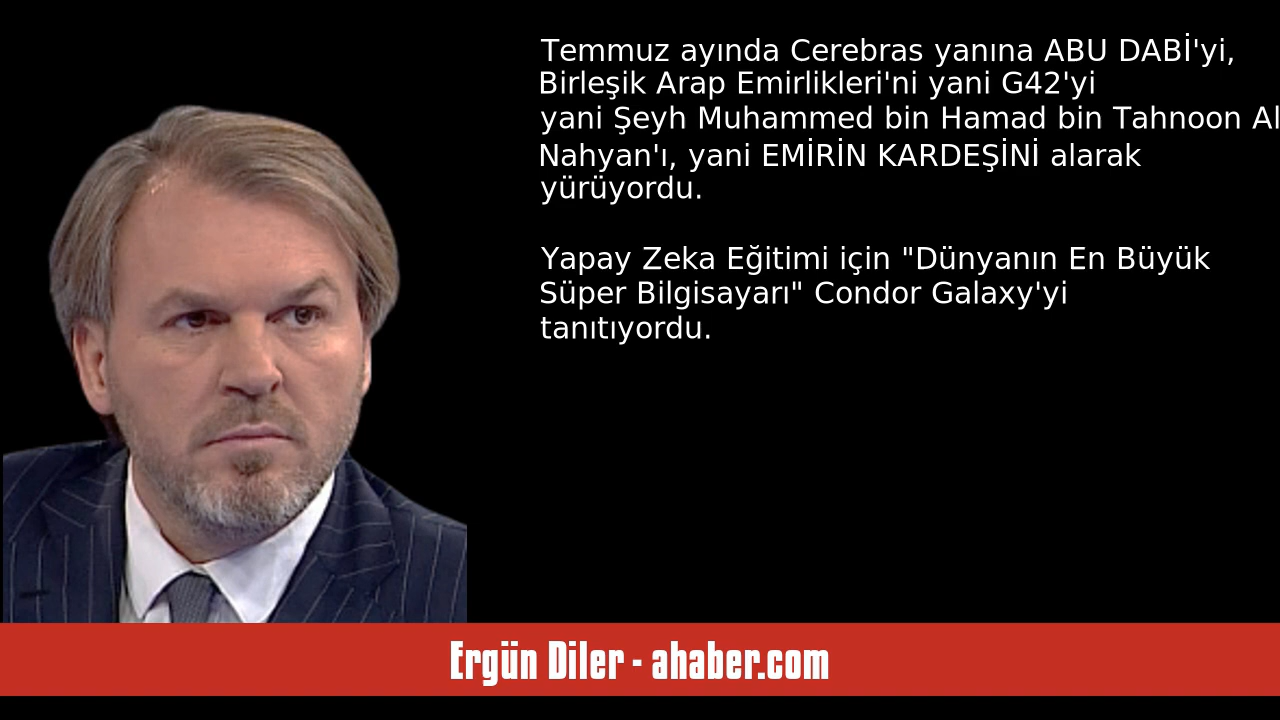 Temmuz ayında Cerebras yanına ABU DABİ'yi,
Birleşik Arap Emirlikleri'ni yani G42'yi
yani Şeyh Muhammed bin Hamad bin Tahnoon Al
Nahyan'ı, yani EMİRİN KARDEŞİNİ alarak
yürüyordu.
Yapay Zeka Eğitimi için "Dünyanın En Büyük
Süper Bilgisayarı" Condor Galaxy'yi
tanıtıyordu.
Ergün Diler - ahaber.com